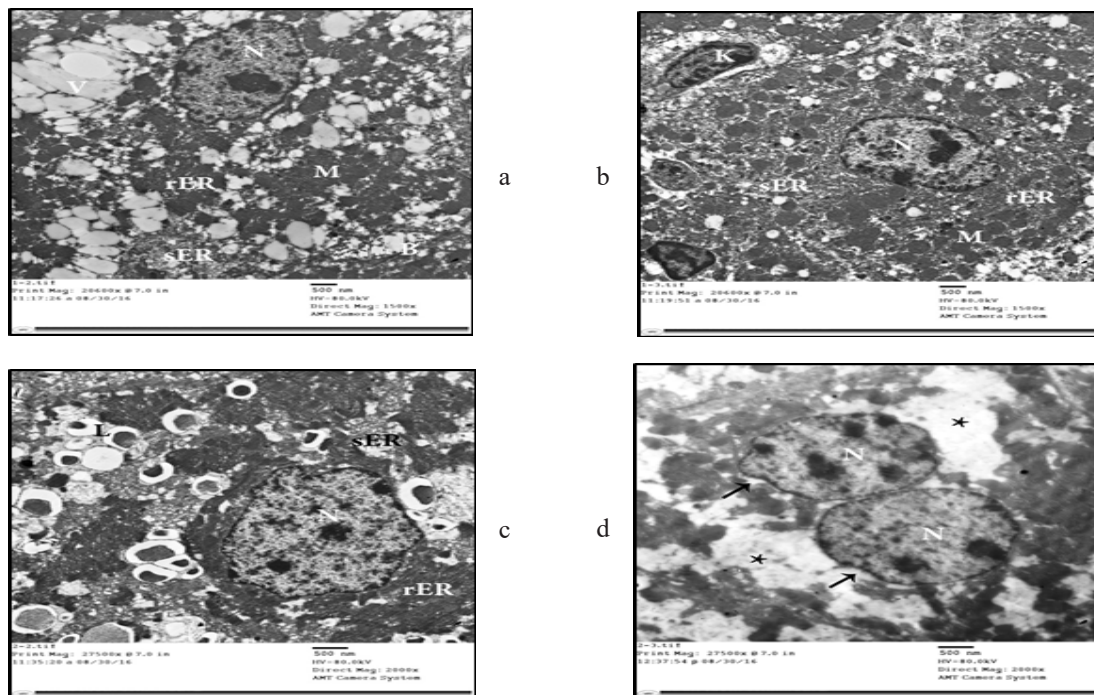 N
V
rER
M
sER
B
1-2.tif
Print Mag: 20600x @ 7.0 in
11:17:26 a 08/30/16
500 nm
HV=80.0kV
Direct Mag: 1500x
AMT Camera System
a
b
K
N
sER
rER
M
1-3.tif
Print Mag: 20600x @ 7.0 in
11:19:51 a 08/30/16
500 nm
HV=80.0kV
Direct Mag: 1500x
AMT Camera System
L
sER
N
rER
2-2.tif
Print Mag: 27500x @ 7.0 in
11:35:20 a 08/30/16
500 nm
HV=80.0kV
Direct Mag: 2000x
AMT Camera System
c
d
N
N
2-3.tif
Print Mag: 27500x @ 7.0 in
12:37:54 p 08/30/16
500 nm
HV=80.0kV
Direct Mag: 2000x
AMT Camera System